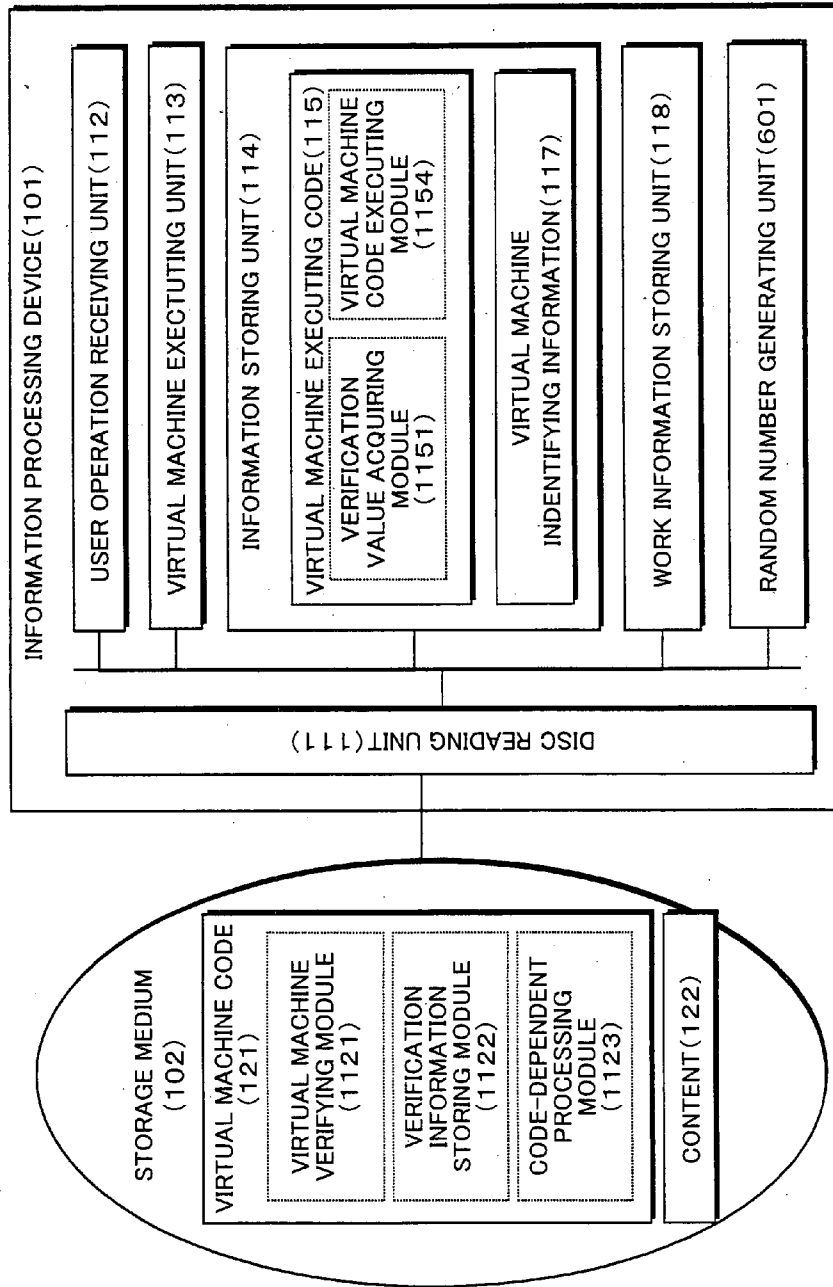 INFORMATION PROCESSING DEVICE(101)
USER OPERATION RECEIVING UNIT(112)
VIRTUAL MACHINE EXECTUTING UNIT(113)
INFORMATION STORING UNIT(114)
VIRTUAL MACHINE EXECUTING CODE(115)
VERIFICATION
VALUE ACQUIRING
MODULE
(1151)
VIRTUAL MACHINE
CODE EXECUTING
MODULE
(1154)
VIRTUAL MACHINE
INDENTIFYING INFORMATION(117)
WORK INFORMATION STORING UNIT(118)
RANDOM NUMBER GENERATING UNIT(601)
DISC READING UNIT(111)
STORAGE MEDIUM
(102)
VIRTUAL MACHINE CODE
(121)
VIRTUAL MACHINE
VERIFYING MODULE
(1121)
VERIFICATION
INFORMATION
STORING MODULE
(1122)
CODE-DEPENDENT
PROCESSING
MODULE
(1123)
CONTENT(122)